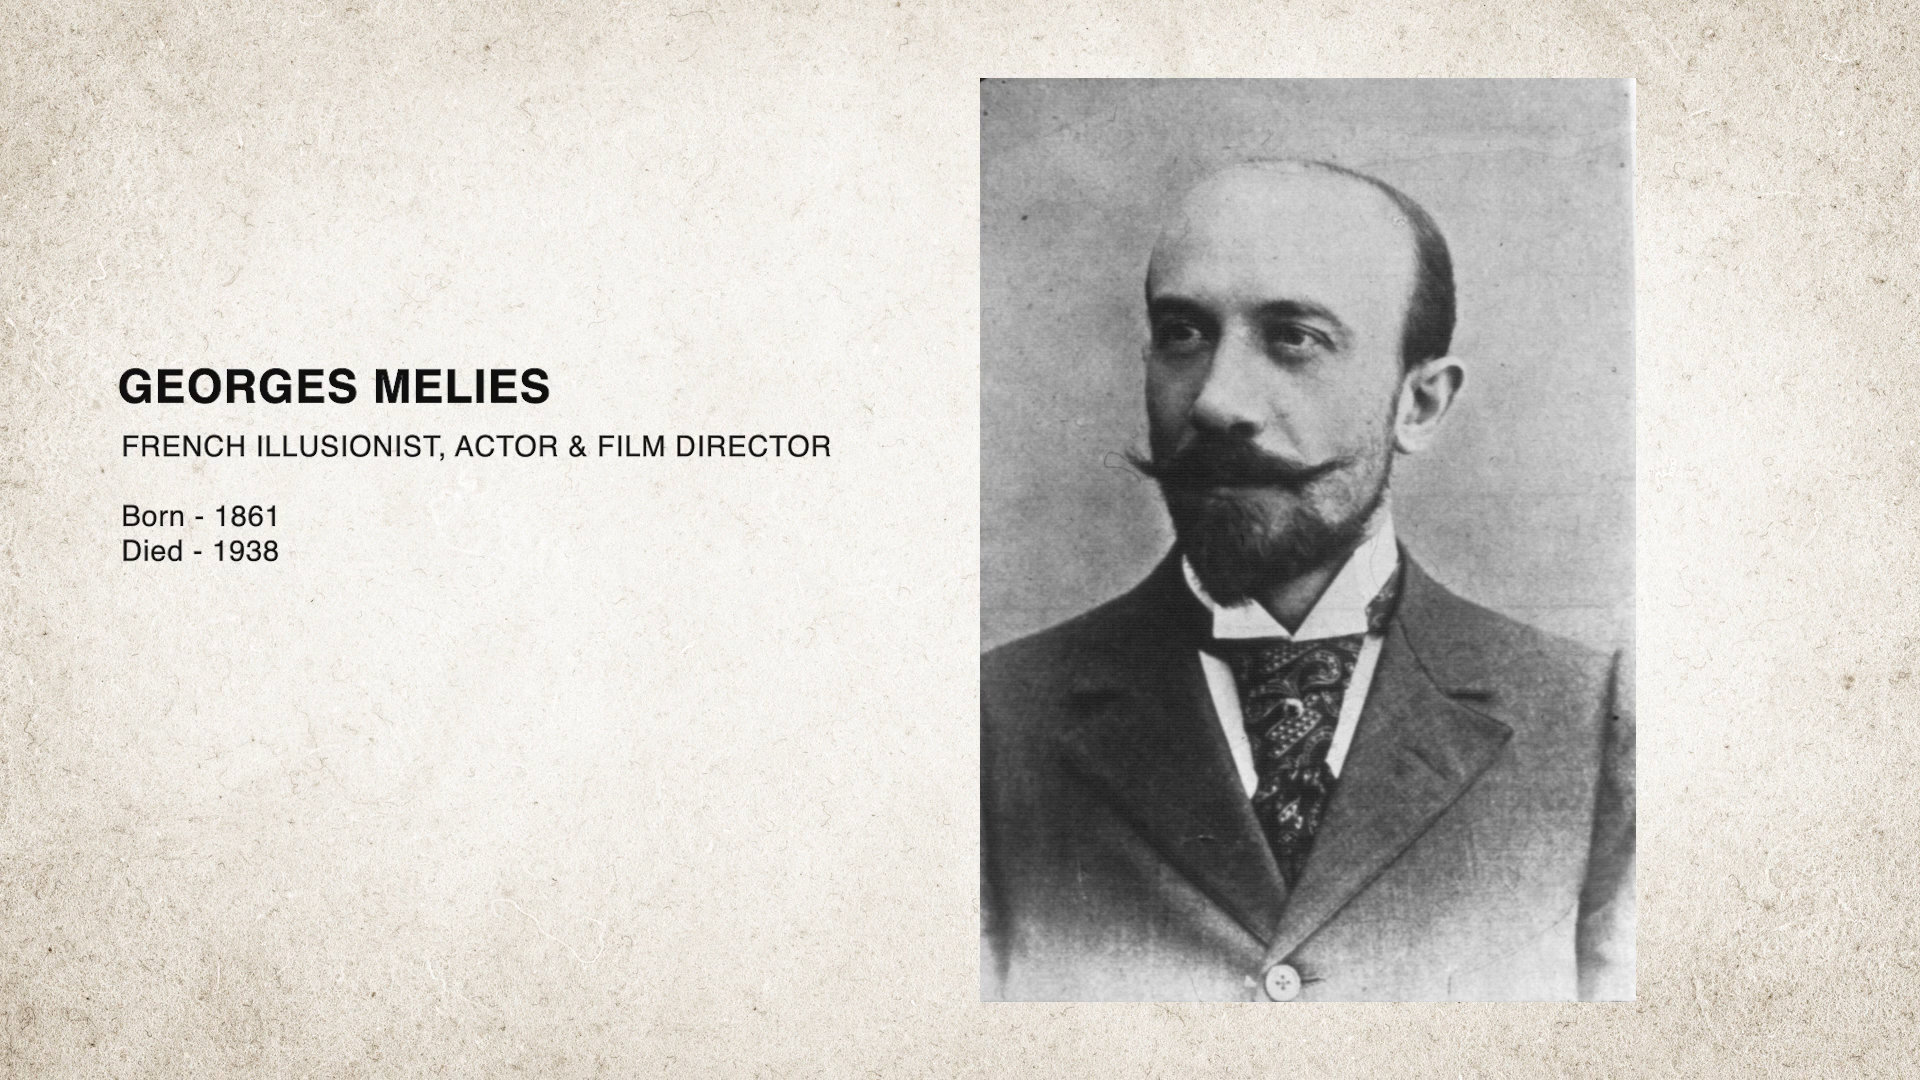 GEORGES MELIES
FRENCH ILLUSIONIST, ACTOR & FILM DIRECTOR
Born - 1861
Died - 1938